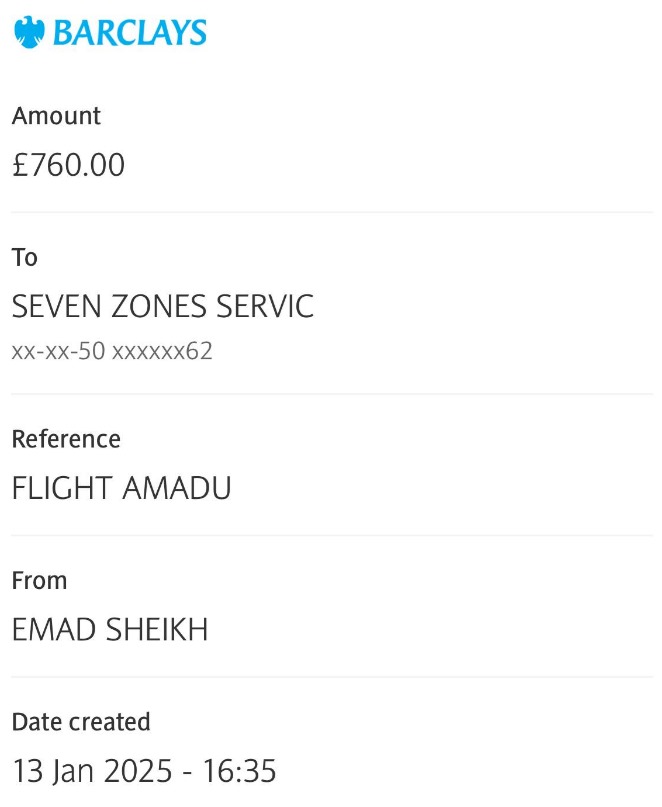 BARCLAYS
Amount
£760.00
To
SEVEN ZONES SERVIC
xx-xx-50 xxxxxx62
Reference
FLIGHT AMADU
From
EMAD SHEIKH
Date created
13 Jan 2025 - 16:35